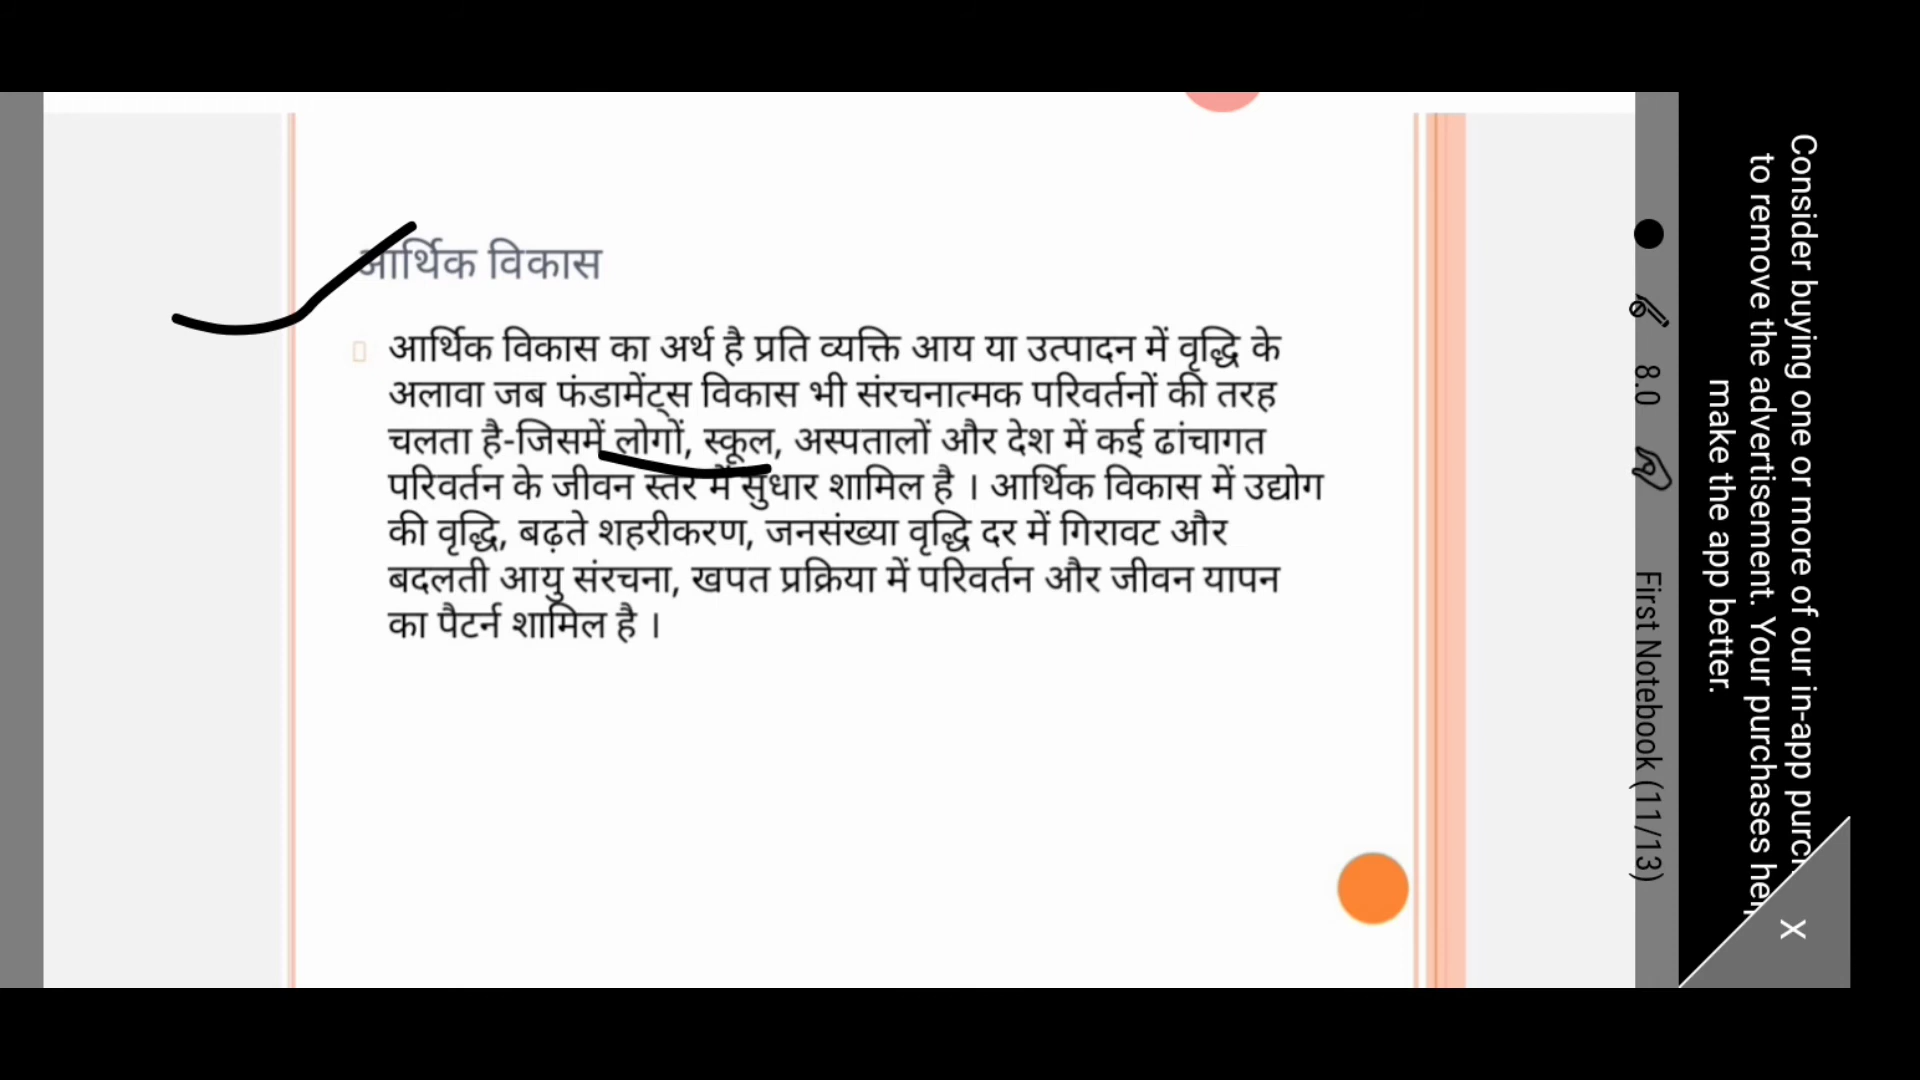 आर्थिक विकास
आर्थिक विकास का अर्थ है प्रति व्यक्ति आय या उत्पादन में वृद्धि के
अलावा जब फंडामेंट्स विकास भी संरचनात्मक परिवर्तनों की तरह
चलता है-जिसमें लोगों, स्कूल, अस्पतालों और देश में कई ढांचागत
परिवर्तन के जीवन स्तर में सुधार शामिल है । आर्थिक विकास में उद्योग
की वृद्धि, बढ़ते शहरीकरण, जनसंख्या वृद्धि दर में गिरावट और
बदलती आयु संरचना, खपत प्रक्रिया में परिवर्तन और जीवन यापन
का पैटर्न शामिल है ।
8.0
First Notebook (11/13)
Consider buying one or more of our in-app
to remove the advertisement. Your purchases
make the app better.
X